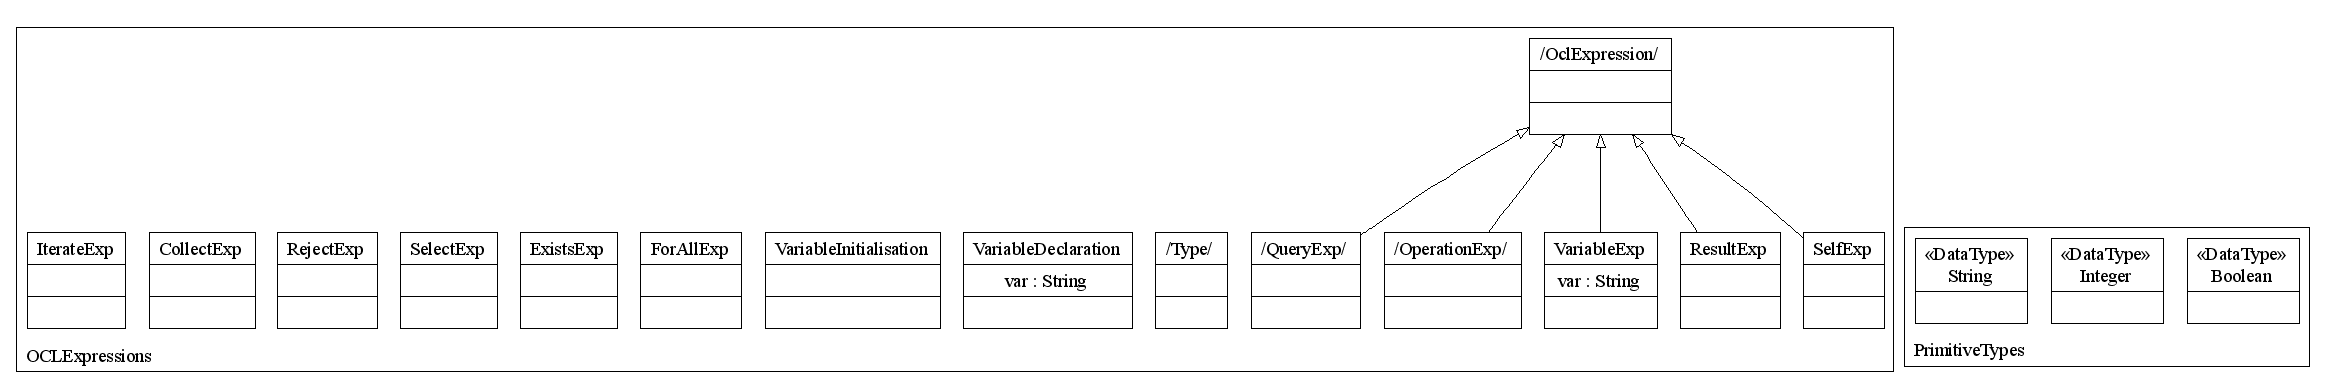 /OclExpression/
IterateExp
CollectExp
RejectExp
SelectExp
ExistsExp
ForAllExp
VariableInitialisation
VariableDeclaration
var : String
/Type/
/QueryExp/
/OperationExp/
VariableExp
var : String
ResultExp
SelfExp
OCLExpressions
«DataType»
String
«DataType»
Integer
«DataType»
Boolean
PrimitiveTypes